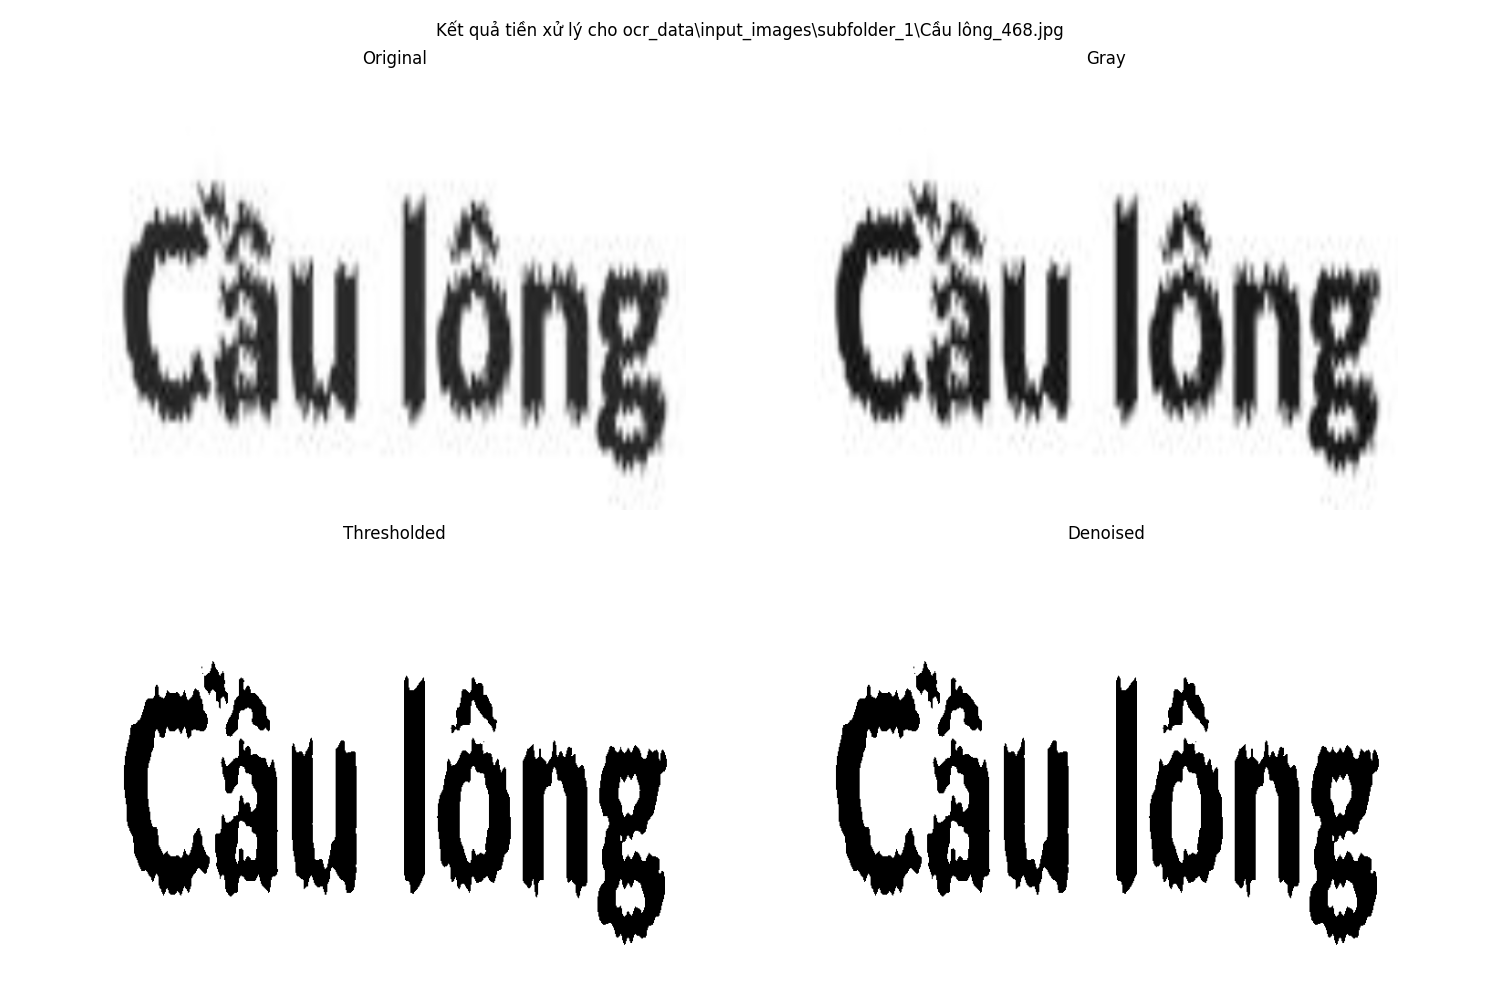 Kết quả tiền xử lý cho ocr_data\input_images\subfolder_1\Cầu lông_468.jpg
Original
Gray
Cầu lông
Cầu lông
Thresholded
Denoised
Cầu lông
Cầu lông